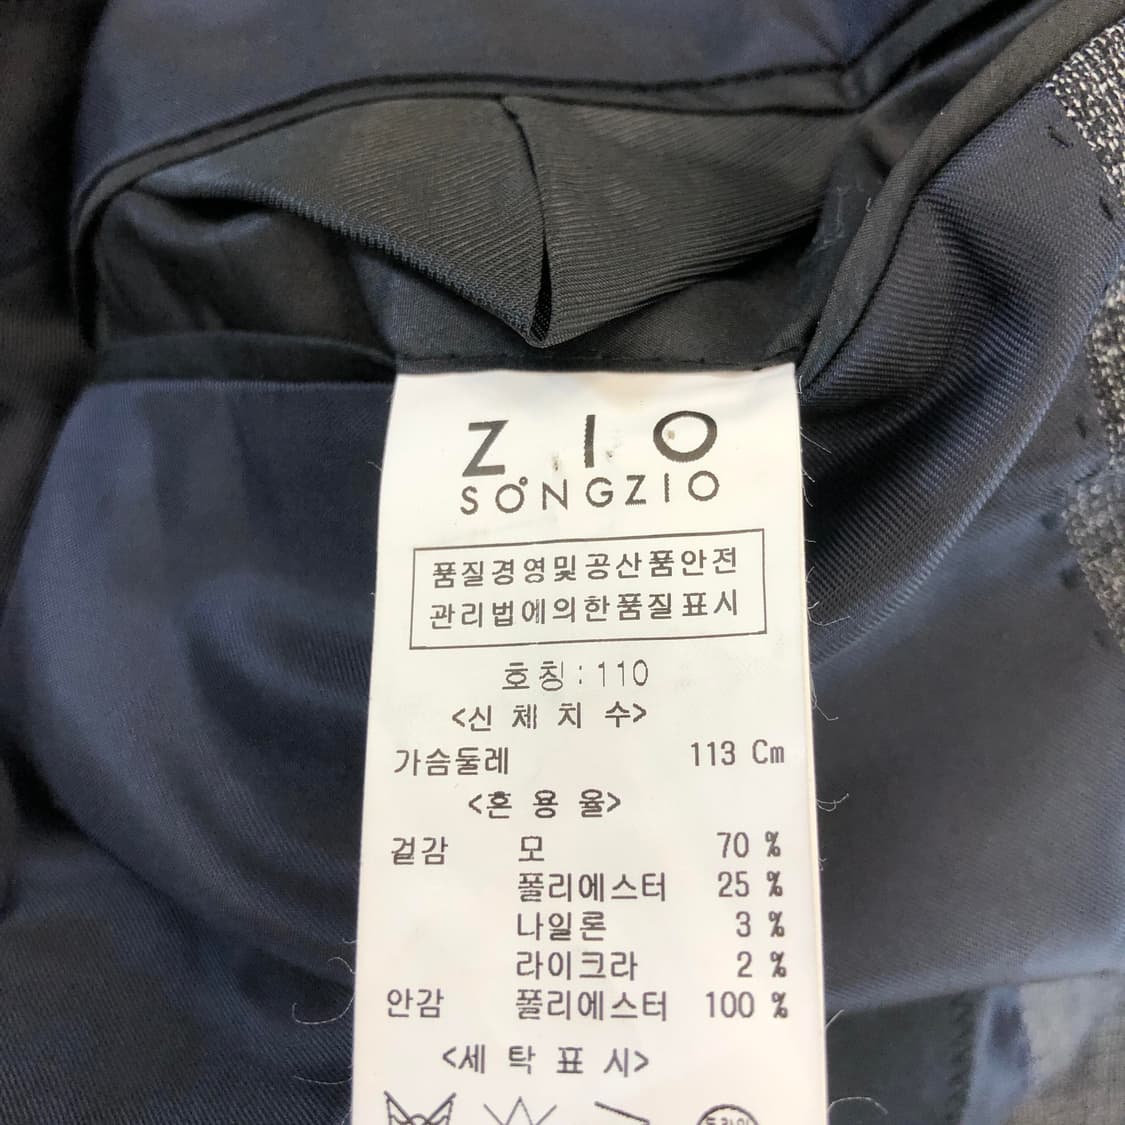 ZIO
SONGZIO
품질경영및공산품안전
관리법에의한품질표시
호칭:110
<신체치수>
가슴둘레 113 Cm
<혼용율>
겉감 모 70 %
폴리에스터 25 %
나일론 3 %
라이크라 2 %
안감 폴리에스터 100 %
<세탁표시>
드라이